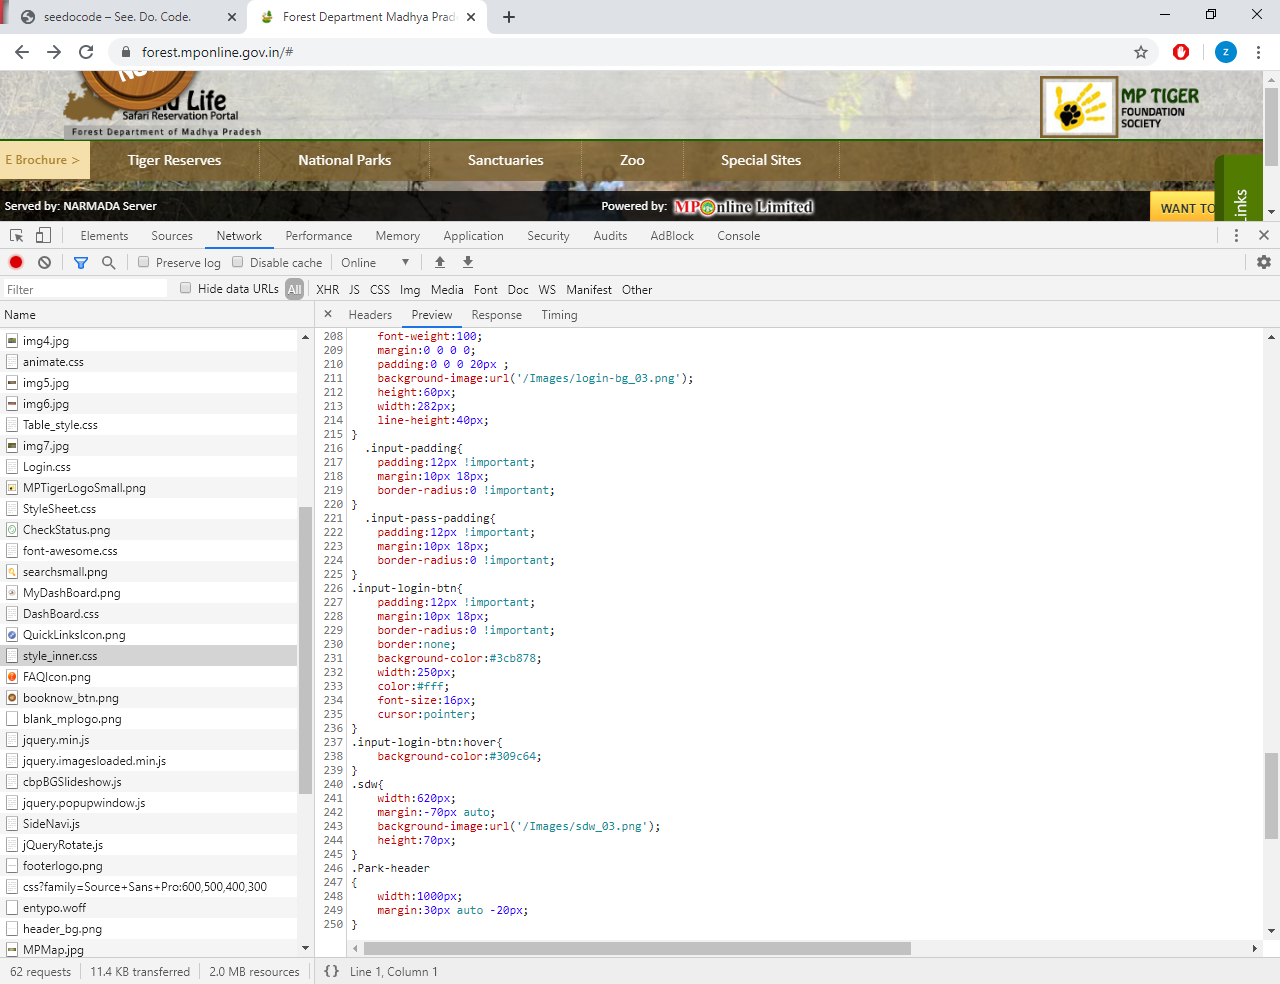 seedocode – See. Do. Code.
Forest Department Madhya Prad
forest.mponline.gov.in/#
Z
Life
Safari Reservation Portal
Forest Department of Madhya Pradesh
MP TIGER
FOUNDATION
SOCIETY
E Brochure >
Tiger Reserves
National Parks
Sanctuaries
Zoo
Special Sites
Served by: NARMADA Server
Powered by: MPOnline Limited
WANT TO
Links
Elements Sources Network Performance Memory Application Security Audits AdBlock Console
Preserve log Disable cache Online
Filter Hide data URLs All XHR JS CSS Img Media Font Doc WS Manifest Other
Name
Headers Preview Response Timing
img4.jpg
animate.css
img5.jpg
img6.jpg
Table_style.css
img7.jpg
Login.css
MPTigerLogoSmall.png
StyleSheet.css
CheckStatus.png
font-awesome.css
searchsmall.png
MyDashBoard.png
DashBoard.css
QuickLinksIcon.png
style_inner.css
FAQIcon.png
booknow_btn.png
blank_mplogo.png
jquery.min.js
jquery.imagesloaded.min.js
cbpBGSlideshow.js
jquery.popupwindow.js
SideNavi.js
jQueryRotate.js
footerlogo.png
css?family=Source+Sans+Pro:600,500,400,300
entypo.woff
header_bg.png
MPMap.jpg
208 font-weight:100;
209 margin:0 0 0 0;
210 padding:0 0 0 20px ;
211 background-image:url('/Images/login-bg_03.png');
212 height:60px;
213 width:282px;
214 line-height:40px;
215 }
216 .input-padding{
217 padding:12px !important;
218 margin:10px 18px;
219 border-radius:0 !important;
220 }
221 .input-pass-padding{
222 padding:12px !important;
223 margin:10px 18px;
224 border-radius:0 !important;
225 }
226 .input-login-btn{
227 padding:12px !important;
228 margin:10px 18px;
229 border-radius:0 !important;
230 border:none;
231 background-color:#3cb878;
232 width:250px;
233 color:#fff;
234 font-size:16px;
235 cursor:pointer;
236 }
237 .input-login-btn:hover{
238 background-color:#309c64;
239 }
240 .sdw{
241 width:620px;
242 margin:-70px auto;
243 background-image:url('/Images/sdw_03.png');
244 height:70px;
245 }
246 .Park-header
247 {
248 width:1000px;
249 margin:30px auto -20px;
250 }
62 requests 11.4 KB transferred 2.0 MB resources {} Line 1, Column 1